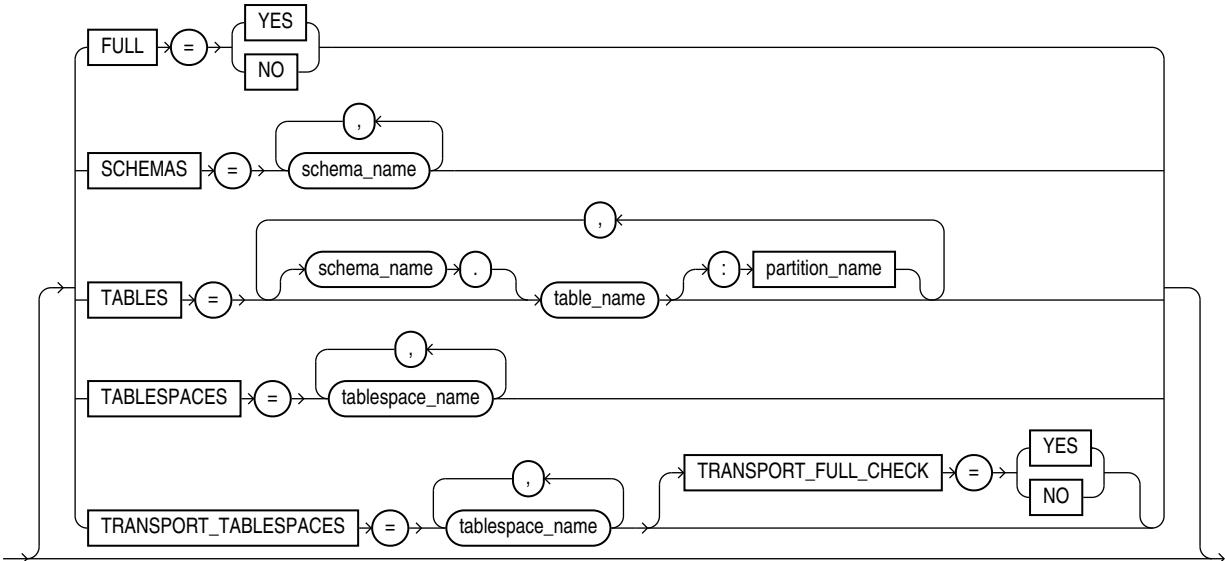 YES
FULL =
NO
,
SCHEMAS = schema_name
,
schema_name . : partition_name
TABLES = table_name
,
TABLESPACES = tablespace_name
YES
TRANSPORT_FULL_CHECK =
NO
,
TRANSPORT_TABLESPACES = tablespace_name